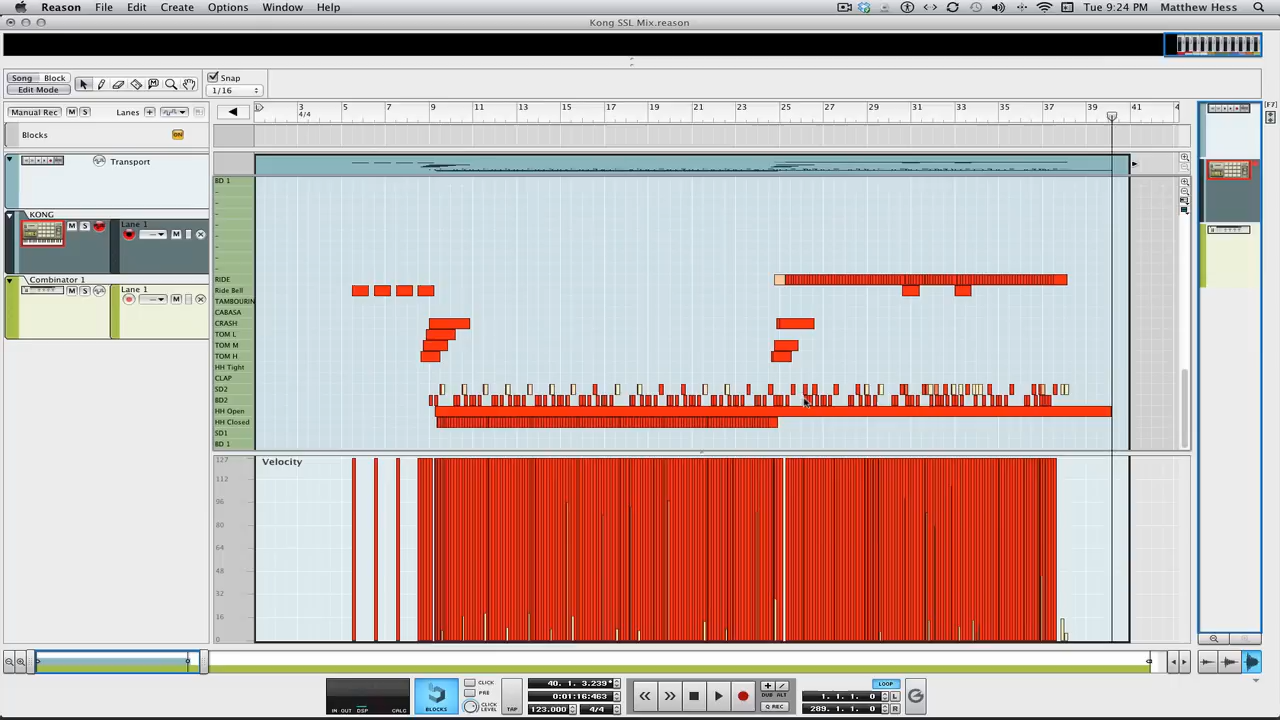 Reason File Edit Create Options Window Help Tue 9:24 PM Matthew Hess
Kong SSL Mix.reason
Song Block
Edit Mode
Snap
1/16
[F7]
Manual Rec M S Lanes
3 5 7 9 11 13 15 17 19 21 23 25 27 29 31 33 35 37 39 41 4
4/4
Blocks ON
Transport
KONG
M S Lane 1
M
Combinator 1
M S Lane 1
M
BD 1
RIDE
Ride Bell
TAMBOURIN
CABASA
CRASH
TOM L
TOM M
TOM H
HH Tight
CLAP
SD2
BD2
HH Open
HH Closed
SD1
BD 1
Velocity
127
112
96
80
64
48
32
16
0
IN OUT DSP CALC
BLOCKS
CLICK
PRE
CLICK LEVEL
TAP
40. 1. 3.239*
0:01:16:463
123.000 4/4
DUB ALT
Q REC
LOOP
1. 1. 1. 0 L
289. 1. 1. 0 R